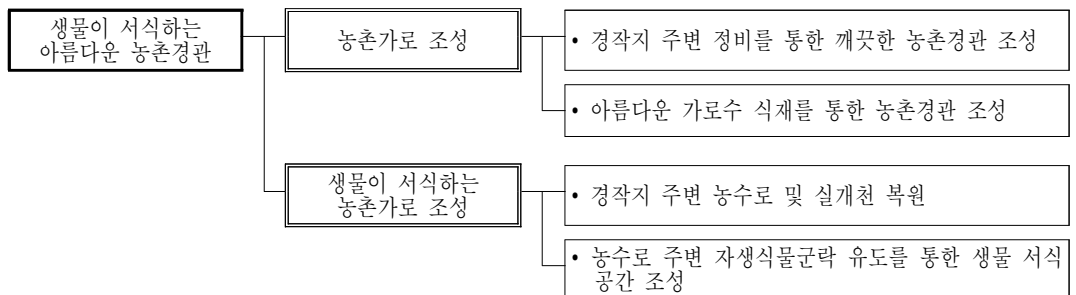 생물이 서식하는
아름다운 농촌경관
농촌가로 조성
• 경작지 주변 정비를 통한 깨끗한 농촌경관 조성
• 아름다운 가로수 식재를 통한 농촌경관 조성
생물이 서식하는
농촌가로 조성
• 경작지 주변 농수로 및 실개천 복원
• 농수로 주변 자생식물군락 유도를 통한 생물 서식
공간 조성